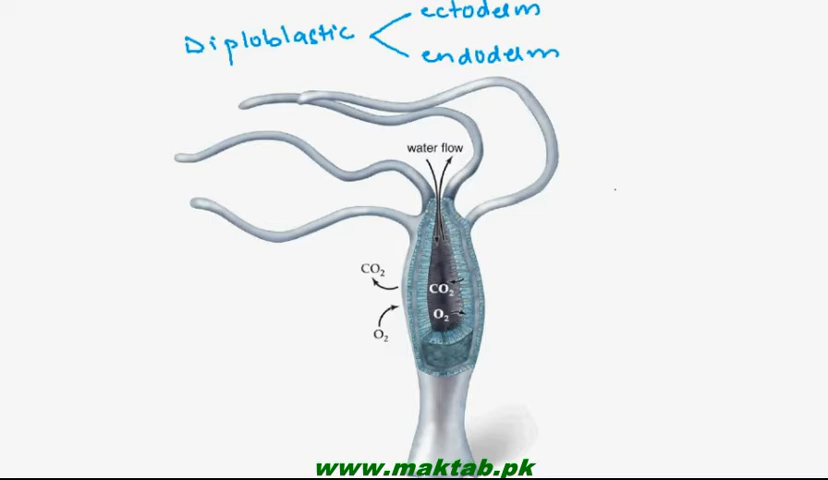 ectoderm
Diploblastic
endoderm
water flow
CO₂
CO₂
O₂
O₂
www.maktab.pk